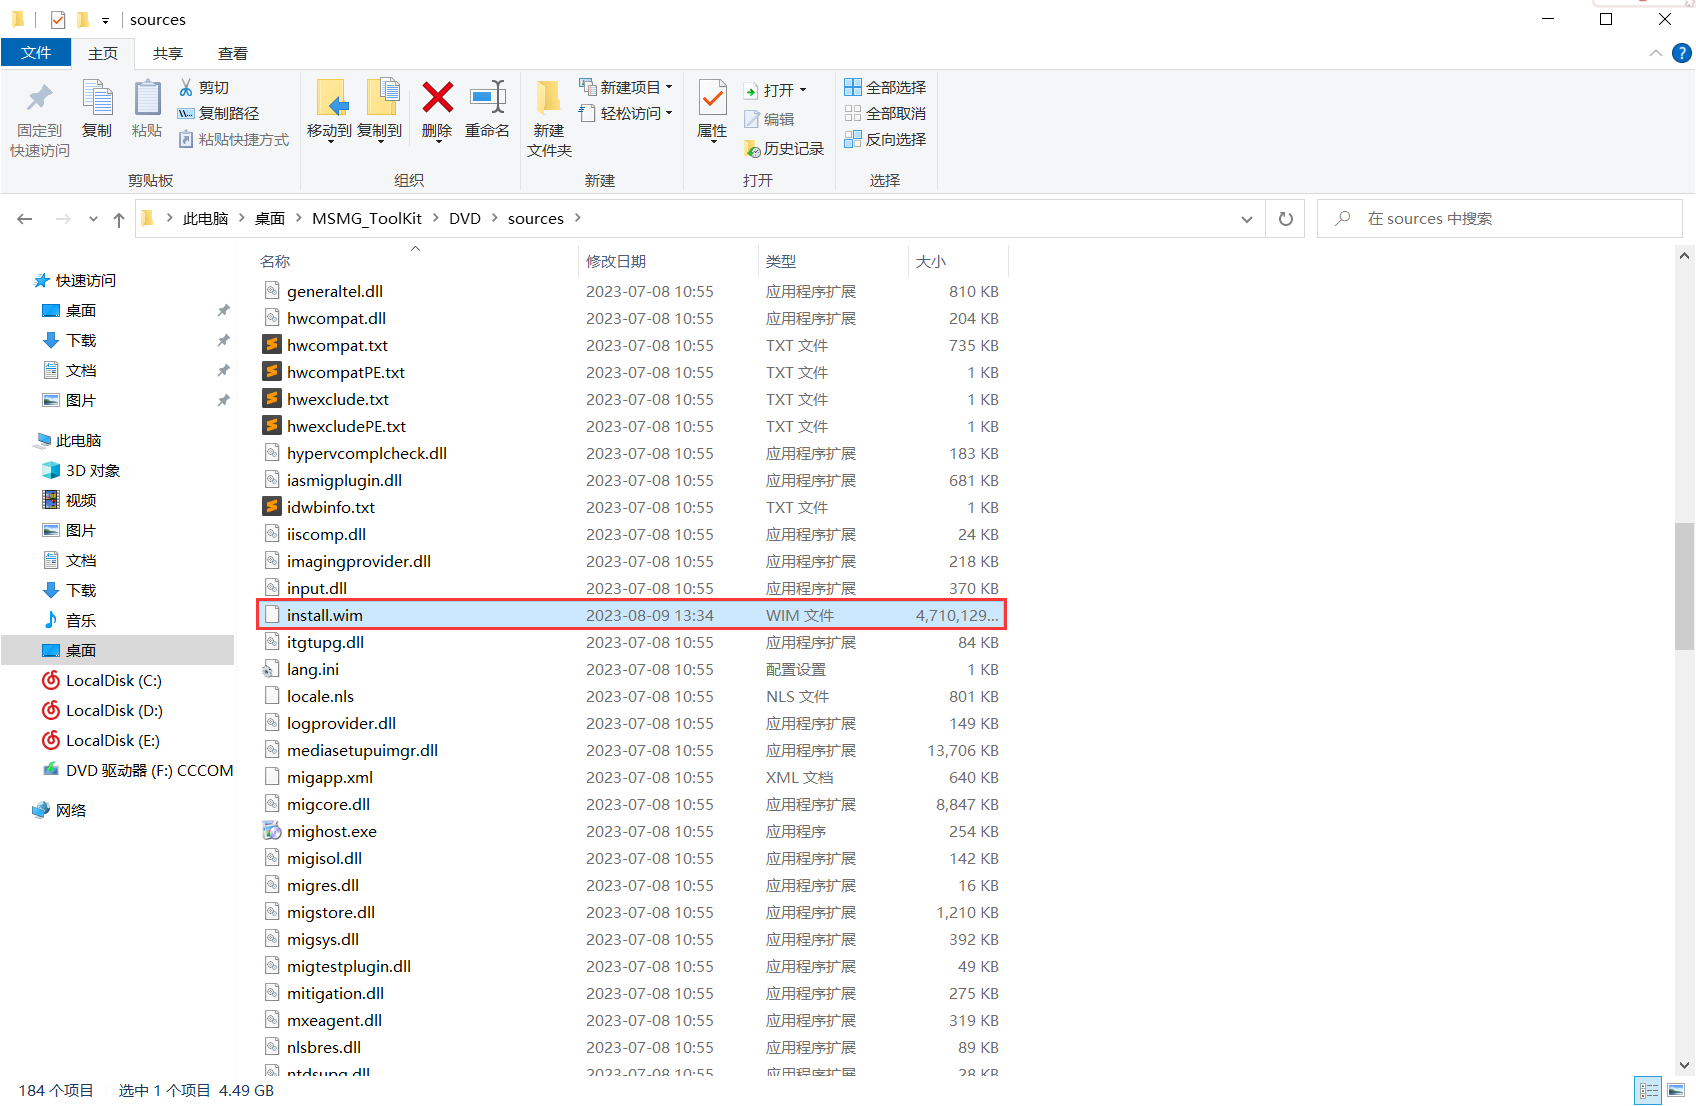 sources
文件 主页 共享 查看
固定到
快速访问
复制
粘贴
剪切
复制路径
粘贴快捷方式
剪贴板
移动到
复制到
删除
重命名
组织
新建
文件夹
新建项目
轻松访问
新建
属性
打开
编辑
历史记录
打开
全部选择
全部取消
反向选择
选择
此电脑 桌面 MSMG_ToolKit DVD sources
在 sources 中搜索
快速访问
桌面
下载
文档
图片
此电脑
3D 对象
视频
图片
文档
下载
音乐
桌面
LocalDisk (C:)
LocalDisk (D:)
LocalDisk (E:)
DVD 驱动器 (F:) CCCOM
网络
名称 修改日期 类型 大小
generaltel.dll 2023-07-08 10:55 应用程序扩展 810 KB
hwcompat.dll 2023-07-08 10:55 应用程序扩展 204 KB
hwcompat.txt 2023-07-08 10:55 TXT 文件 735 KB
hwcompatPE.txt 2023-07-08 10:55 TXT 文件 1 KB
hwexclude.txt 2023-07-08 10:55 TXT 文件 1 KB
hwexcludePE.txt 2023-07-08 10:55 TXT 文件 1 KB
hypervcomplcheck.dll 2023-07-08 10:55 应用程序扩展 183 KB
iasmigplugin.dll 2023-07-08 10:55 应用程序扩展 681 KB
idwbinfo.txt 2023-07-08 10:55 TXT 文件 1 KB
iiscomp.dll 2023-07-08 10:55 应用程序扩展 24 KB
imagingprovider.dll 2023-07-08 10:55 应用程序扩展 218 KB
input.dll 2023-07-08 10:55 应用程序扩展 370 KB
install.wim 2023-08-09 13:34 WIM 文件 4,710,129...
itgtupg.dll 2023-07-08 10:55 应用程序扩展 84 KB
lang.ini 2023-07-08 10:55 配置设置 1 KB
locale.nls 2023-07-08 10:55 NLS 文件 801 KB
logprovider.dll 2023-07-08 10:55 应用程序扩展 149 KB
mediasetupuimgr.dll 2023-07-08 10:55 应用程序扩展 13,706 KB
migapp.xml 2023-07-08 10:55 XML 文档 640 KB
migcore.dll 2023-07-08 10:55 应用程序扩展 8,847 KB
mighost.exe 2023-07-08 10:55 应用程序 254 KB
migisol.dll 2023-07-08 10:55 应用程序扩展 142 KB
migres.dll 2023-07-08 10:55 应用程序扩展 16 KB
migstore.dll 2023-07-08 10:55 应用程序扩展 1,210 KB
migsys.dll 2023-07-08 10:55 应用程序扩展 392 KB
migtestplugin.dll 2023-07-08 10:55 应用程序扩展 49 KB
mitigation.dll 2023-07-08 10:55 应用程序扩展 275 KB
mxeagent.dll 2023-07-08 10:55 应用程序扩展 319 KB
nlsbres.dll 2023-07-08 10:55 应用程序扩展 89 KB
ntdsupg.dll 2023-07-08 10:55 应用程序扩展 28 KB
184 个项目 选中 1 个项目 4.49 GB